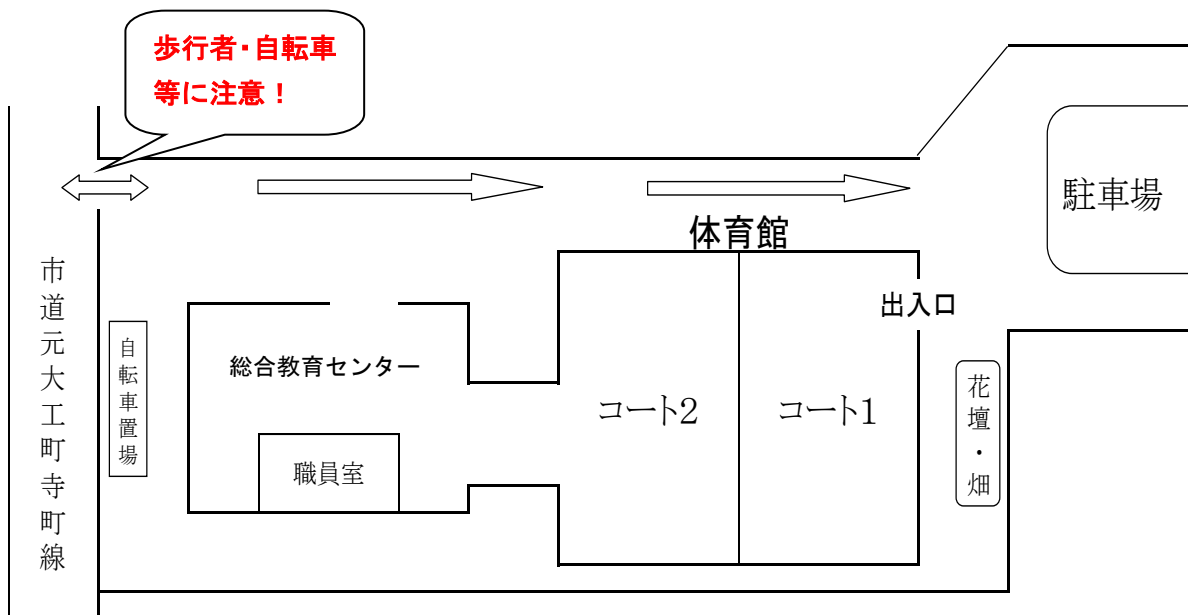 歩行者・自転車
等に注意！
体育館
駐車場
市道元大工町寺町線
出入口
自転車置場
総合教育センター
花壇・畑
コート2
コート1
職員室